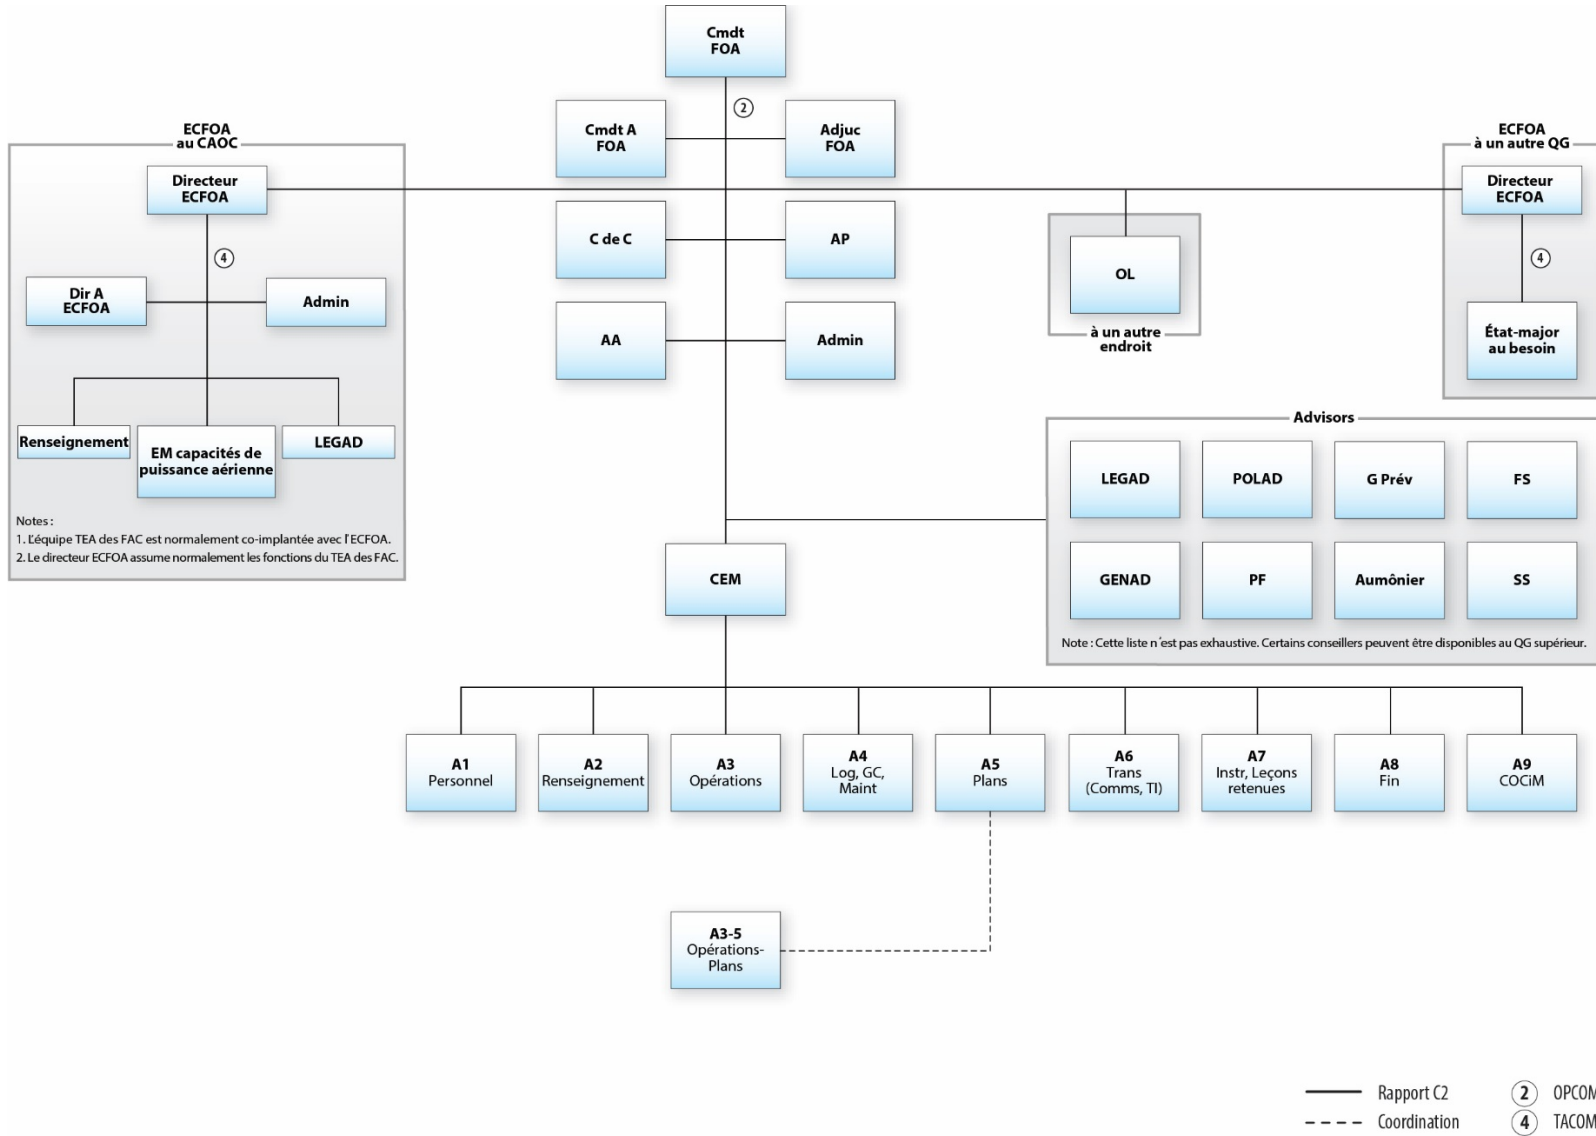 Cmdt
FOA
2
Cmdt A
FOA
Adjuc
FOA
ECFOA
au CAOC
Directeur
ECFOA
4
Dir A
ECFOA
Admin
Renseignement
EM capacités de
puissance aérienne
LEGAD
Notes :
1. L'équipe TEA des FAC est normalement co-implantée avec l'ECFOA.
2. Le directeur ECFOA assume normalement les fonctions du TEA des FAC.
C de C
AP
AA
Admin
OL
à un autre
endroit
ECFOA
à un autre QG
Directeur
ECFOA
4
État-major
au besoin
Advisors
LEGAD
POLAD
G Prév
FS
GENAD
PF
Aumônier
SS
Note : Cette liste n'est pas exhaustive. Certains conseillers peuvent être disponibles au QG supérieur.
CEM
A1
Personnel
A2
Renseignement
A3
Opérations
A4
Log, GC,
Maint
A5
Plans
A6
Trans
(Comms, TI)
A7
Instr, Leçons
retenues
A8
Fin
A9
COCiM
A3-5
Opérations-
Plans
Rapport C2
2 OPCOM
Coordination
4 TACOM